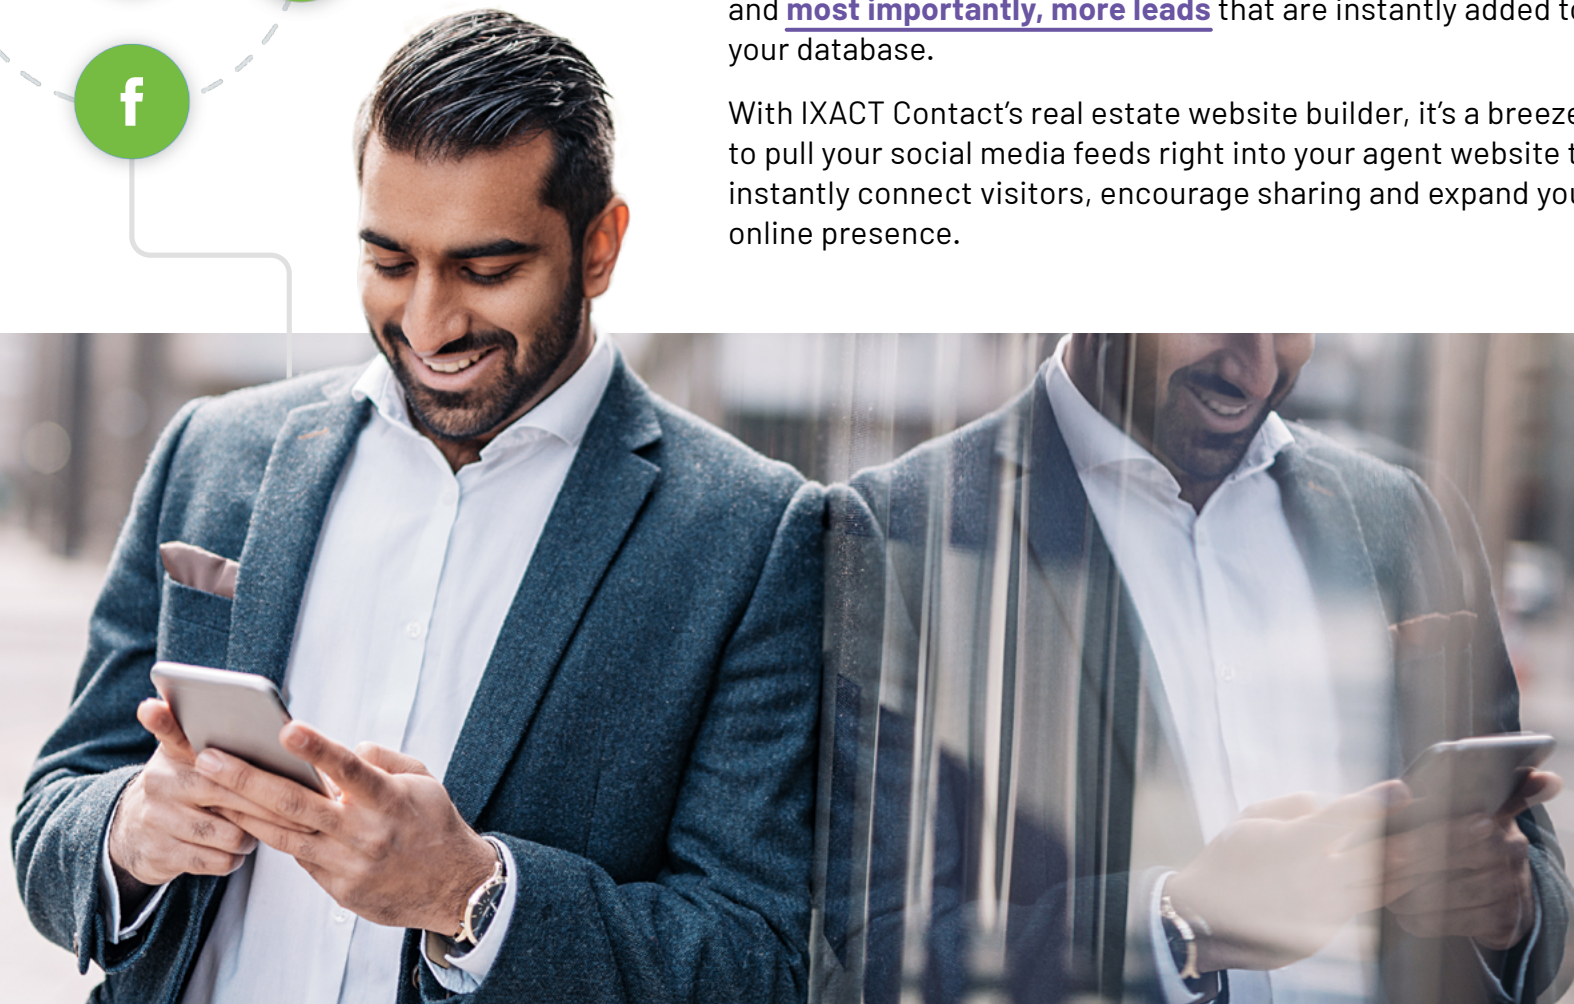 f
and most importantly, more leads that are instantly added
your database.
With IXACT Contact's real estate website builder, it's a breeze
to pull your social media feeds right into your agent website
instantly connect visitors, encourage sharing and expand
online presence.